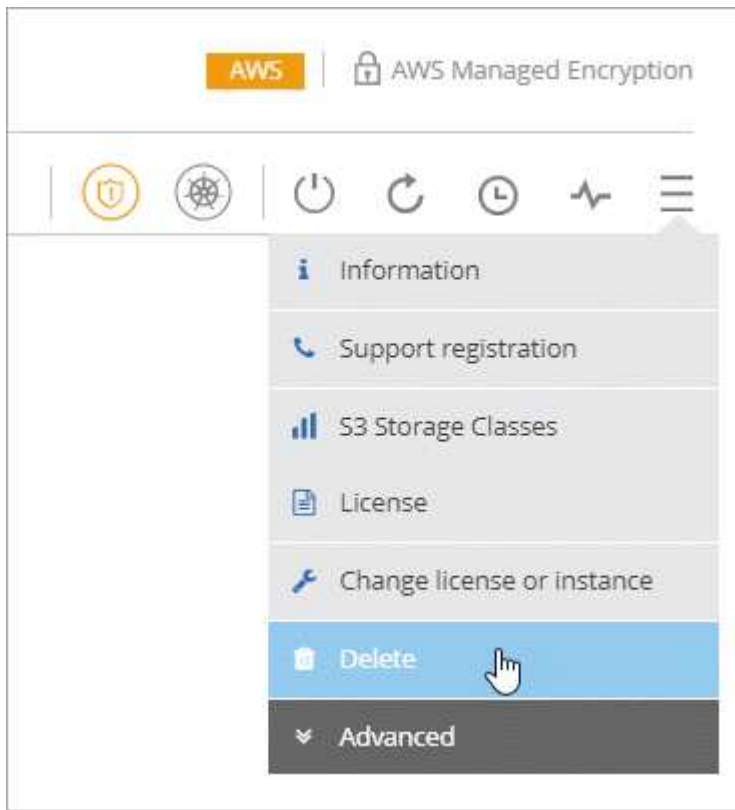 AWS
AWS Managed Encryption
Information
Support registration
S3 Storage Classes
License
Change license or instance
Delete
Advanced